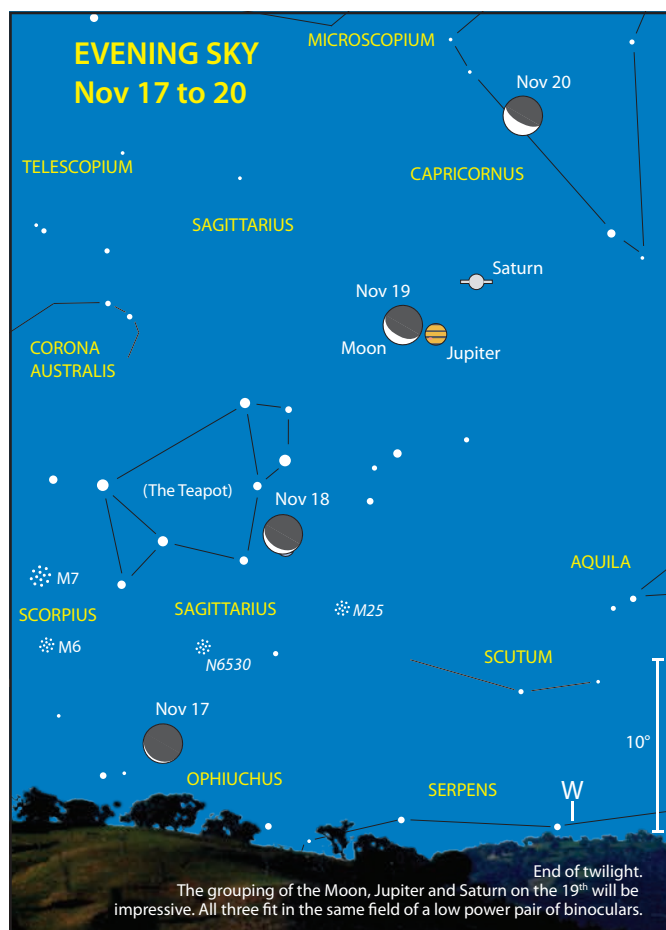 EVENING SKY
Nov 17 to 20
MICROSCOPIUM
Nov 20
TELESCOPIUM
CAPRICORNUS
SAGITTARIUS
Saturn
Nov 19
Moon
Jupiter
CORONA
AUSTRALIS
(The Teapot)
Nov 18
M7
AQUILA
SCORPIUS
SAGITTARIUS
M25
M6
N6530
SCUTUM
Nov 17
10°
OPHIUCHUS
SERPENS
W
End of twilight.
The grouping of the Moon, Jupiter and Saturn on the 19th will be
impressive. All three fit in the same field of a low power pair of binoculars.